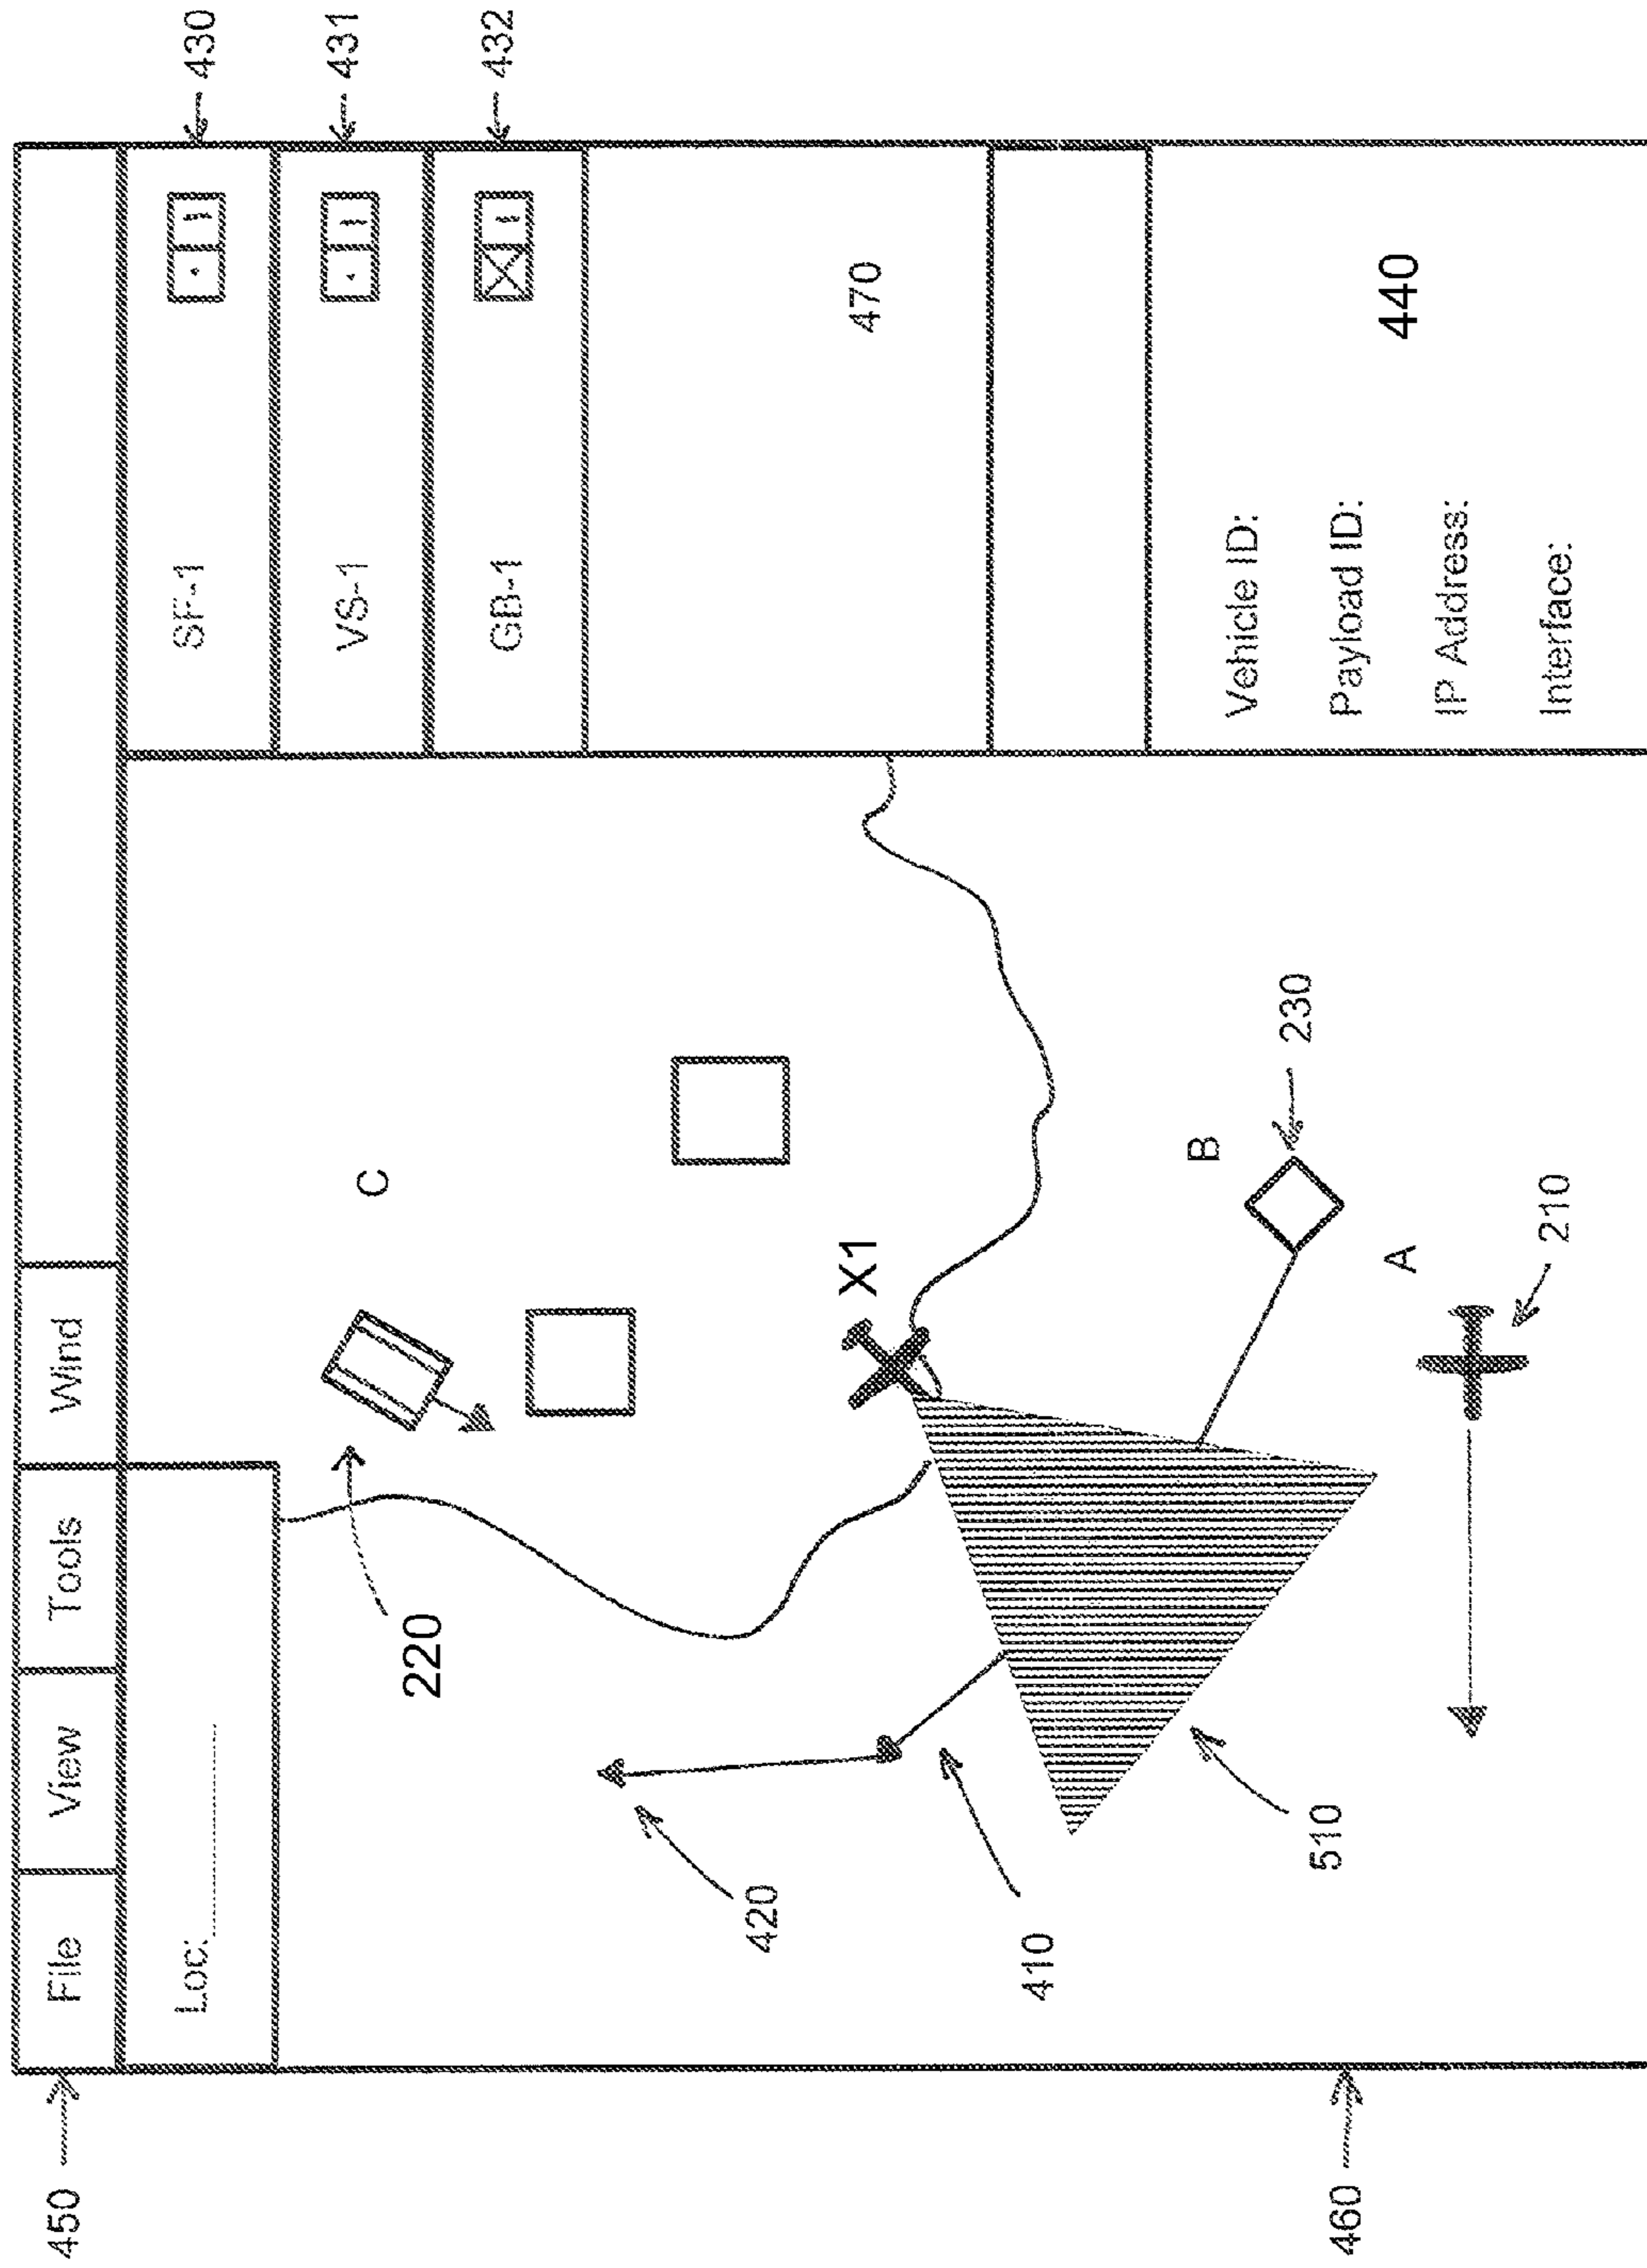 450
File View Tools Wind
Loc:
SF-1
430
VS-1
431
GB-1
432
C
220
470
X1
420
410
510
B
230
A
210
Vehicle ID:
Payload ID:
IP Address:
Interface:
440
460